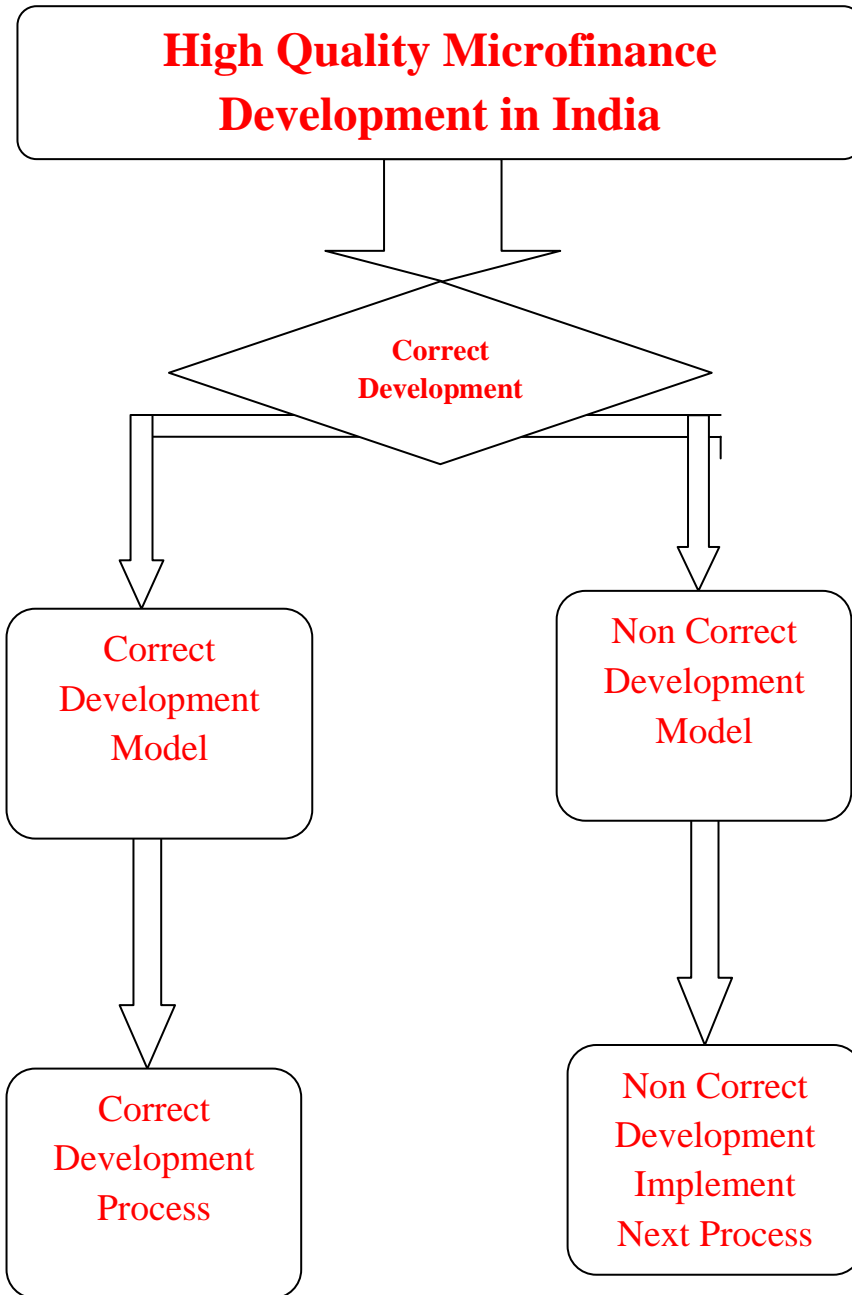 High Quality Microfinance
Development in India
Correct
Development
Correct
Development
Model
Non Correct
Development
Model
Correct
Development
Process
Non Correct
Development
Implement
Next Process